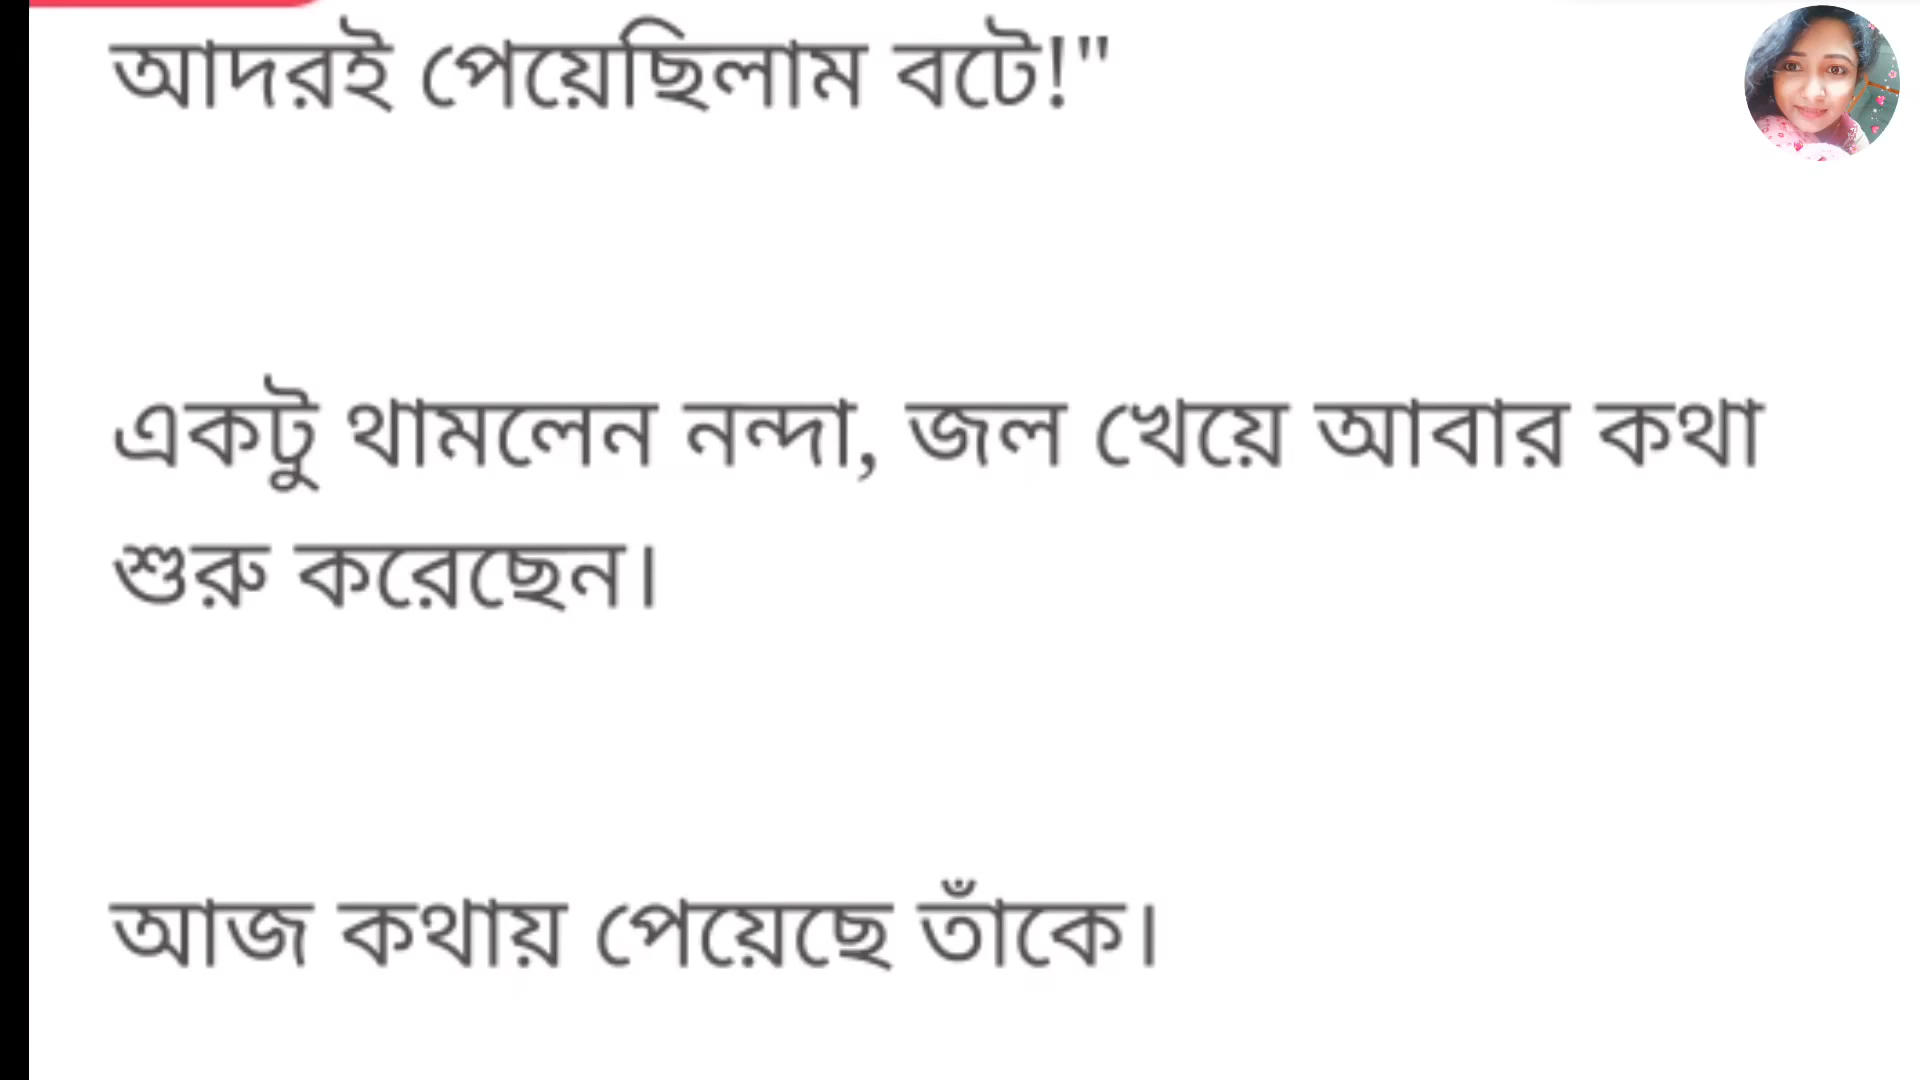 আদরই পেয়েছিলাম বটে!"
একটু থামলেন নন্দা, জল খেয়ে আবার কথা
শুরু করেছেন।
আজ কথায় পেয়েছে তাঁকে।